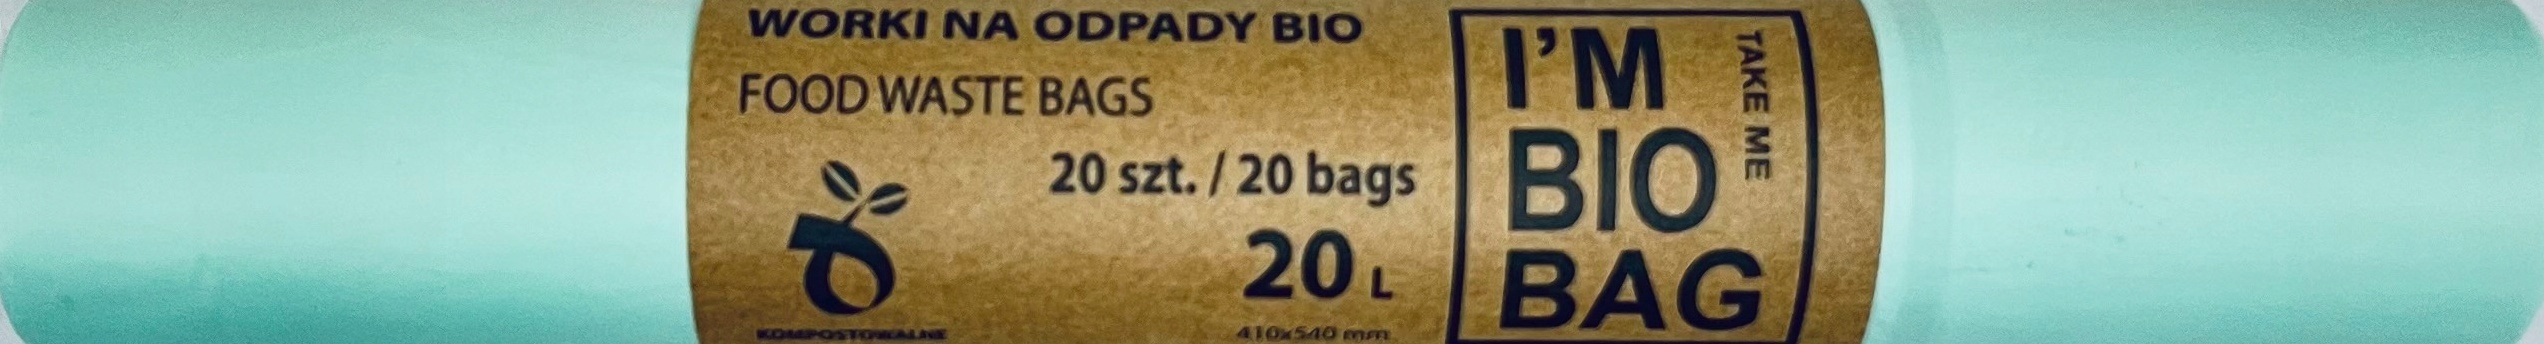 WORKI NA ODPADY BIO
FOOD WASTE BAGS
20 szt. / 20 bags
20 L
KOMPOSTOWALNE
410x540 mm
I'M
BIO
BAG
TAKE ME